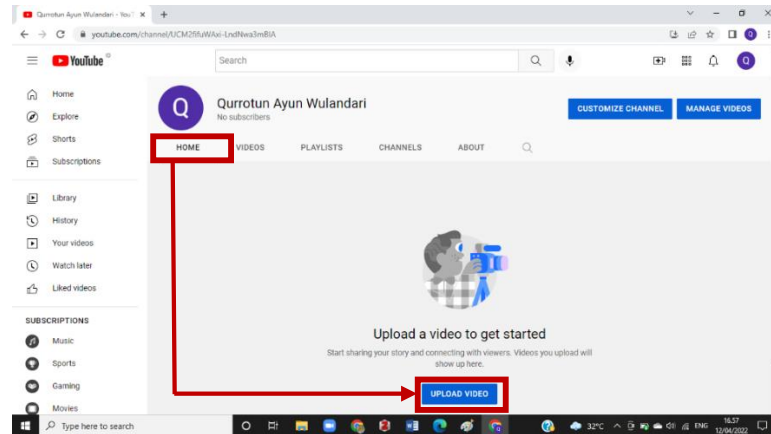 Qurrotun Ayun Wulandari - YouT
youtube.com/channel/UCM2fifuWAxi-LndNwa3mBIA
YouTube
Search
Q
Home
Explore
Shorts
Subscriptions
Library
History
Your videos
Watch later
Liked videos
SUBSCRIPTIONS
Music
Sports
Gaming
Movies
Q
Qurrotun Ayun Wulandari
No subscribers
CUSTOMIZE CHANNEL
MANAGE VIDEOS
HOME VIDEOS PLAYLISTS CHANNELS ABOUT
Upload a video to get started
Start sharing your story and connecting with viewers. Videos you upload will
show up here.
UPLOAD VIDEO
Type here to search
32°C
ENG
16.57
12/04/2022